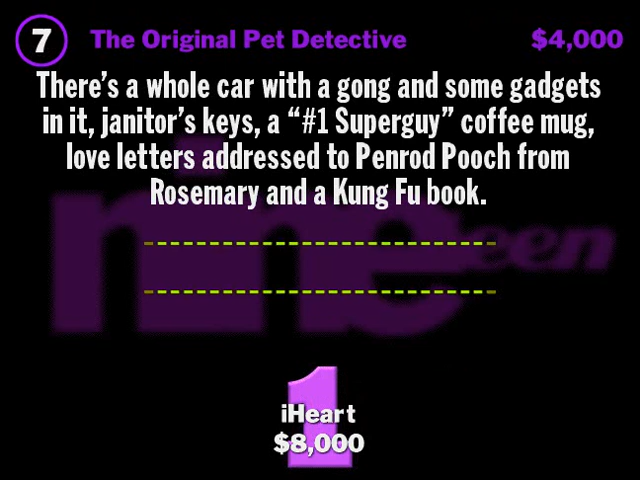 7 The Original Pet Detective $4,000
There's a whole car with a gong and some gadgets
in it, janitor's keys, a “#1 Superguy” coffee mug,
love letters addressed to Penrod Pooch from
Rosemary and a Kung Fu book.
nineteen
1
iHeart
$8,000